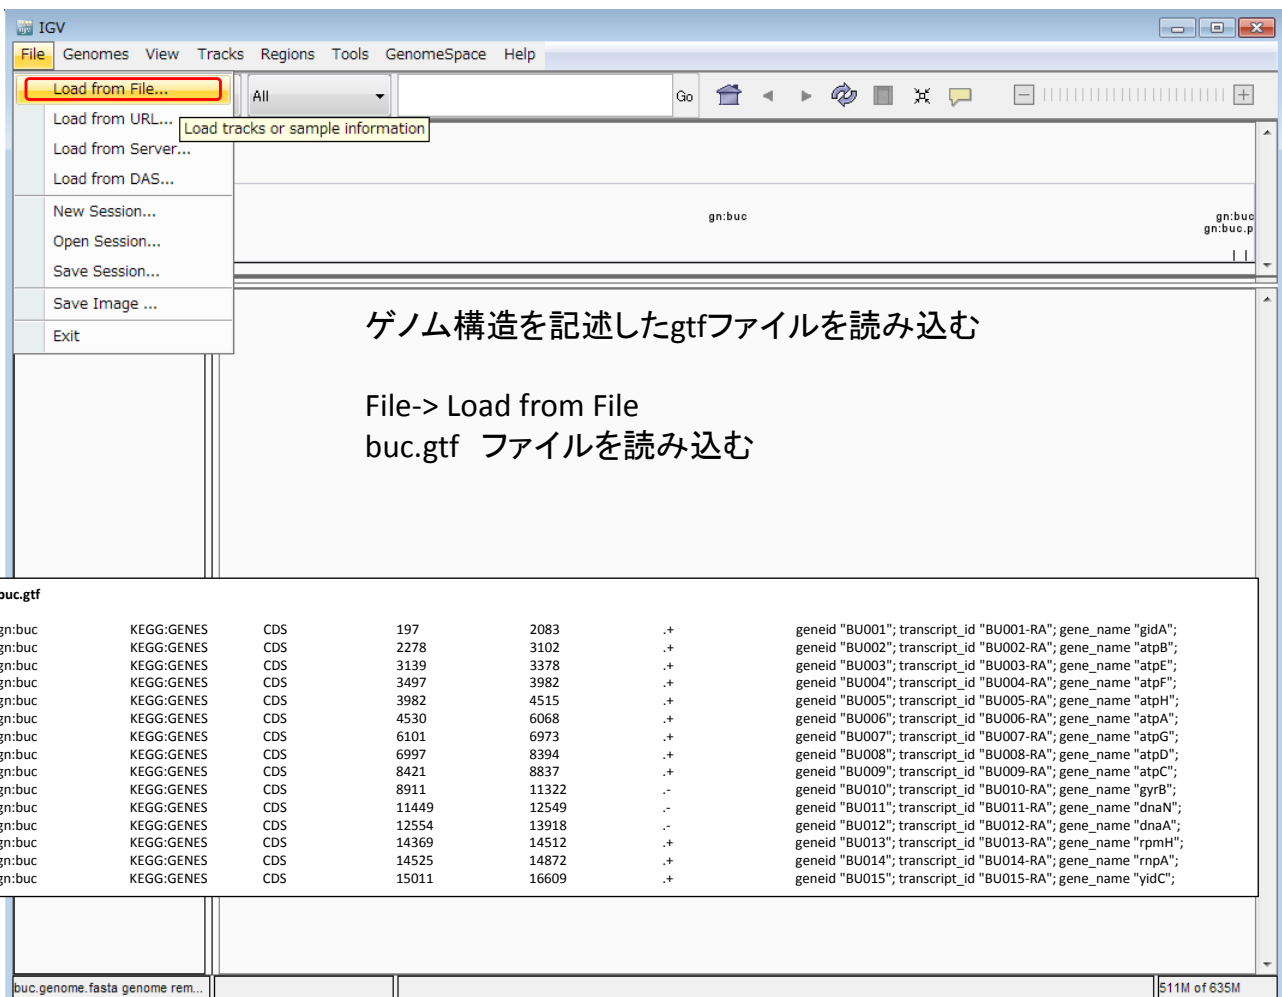 IGV
File Genomes View Tracks Regions Tools GenomeSpace Help
Load from File...
All
Go
Load from URL...
Load tracks or sample information
Load from Server...
Load from DAS...
New Session...
Open Session...
Save Session...
Save Image ...
Exit
gn:buc
gn:buc
gn:buc.p
ゲノム構造を記述したgtfファイルを読み込む
File-> Load from File
buc.gtf ファイルを読み込む
buc.gtf
gn:buc KEGG:GENES CDS 197 2083 .+ geneid "BU001"; transcript_id "BU001-RA"; gene_name "gidA";
gn:buc KEGG:GENES CDS 2278 3102 .+ geneid "BU002"; transcript_id "BU002-RA"; gene_name "atpB";
gn:buc KEGG:GENES CDS 3139 3378 .+ geneid "BU003"; transcript_id "BU003-RA"; gene_name "atpE";
gn:buc KEGG:GENES CDS 3497 3982 .+ geneid "BU004"; transcript_id "BU004-RA"; gene_name "atpF";
gn:buc KEGG:GENES CDS 3982 4515 .+ geneid "BU005"; transcript_id "BU005-RA"; gene_name "atpH";
gn:buc KEGG:GENES CDS 4530 6068 .+ geneid "BU006"; transcript_id "BU006-RA"; gene_name "atpA";
gn:buc KEGG:GENES CDS 6101 6973 .+ geneid "BU007"; transcript_id "BU007-RA"; gene_name "atpG";
gn:buc KEGG:GENES CDS 6997 8394 .+ geneid "BU008"; transcript_id "BU008-RA"; gene_name "atpD";
gn:buc KEGG:GENES CDS 8421 8837 .+ geneid "BU009"; transcript_id "BU009-RA"; gene_name "atpC";
gn:buc KEGG:GENES CDS 8911 11322 .- geneid "BU010"; transcript_id "BU010-RA"; gene_name "gyrB";
gn:buc KEGG:GENES CDS 11449 12549 .- geneid "BU011"; transcript_id "BU011-RA"; gene_name "dnaN";
gn:buc KEGG:GENES CDS 12554 13918 .- geneid "BU012"; transcript_id "BU012-RA"; gene_name "dnaA";
gn:buc KEGG:GENES CDS 14369 14512 .+ geneid "BU013"; transcript_id "BU013-RA"; gene_name "rpmH";
gn:buc KEGG:GENES CDS 14525 14872 .+ geneid "BU014"; transcript_id "BU014-RA"; gene_name "rnpA";
gn:buc KEGG:GENES CDS 15011 16609 .+ geneid "BU015"; transcript_id "BU015-RA"; gene_name "yidC";
buc.genome.fasta genome rem...
511M of 635M